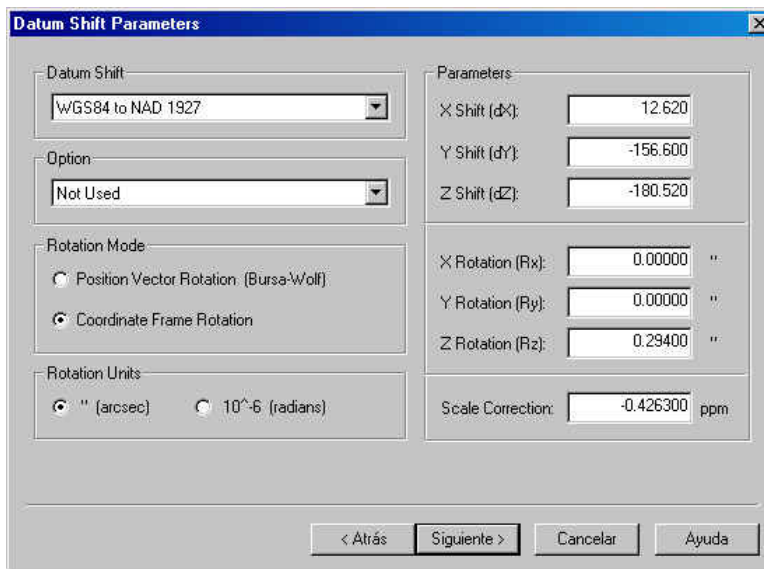 Datum Shift Parameters
Datum Shift
WGS84 to NAD 1927
Option
Not Used
Rotation Mode
Position Vector Rotation (Bursa-Wolf)
Coordinate Frame Rotation
Rotation Units
" (arcsec)
10^-6 (radians)
Parameters
X Shift (dX): 12.620
Y Shift (dY): -156.600
Z Shift (dZ): -180.520
X Rotation (Rx): 0.00000 "
Y Rotation (Ry): 0.00000 "
Z Rotation (Rz): 0.29400 "
Scale Correction: -0.426300 ppm
< Atrás
Siguiente >
Cancelar
Ayuda